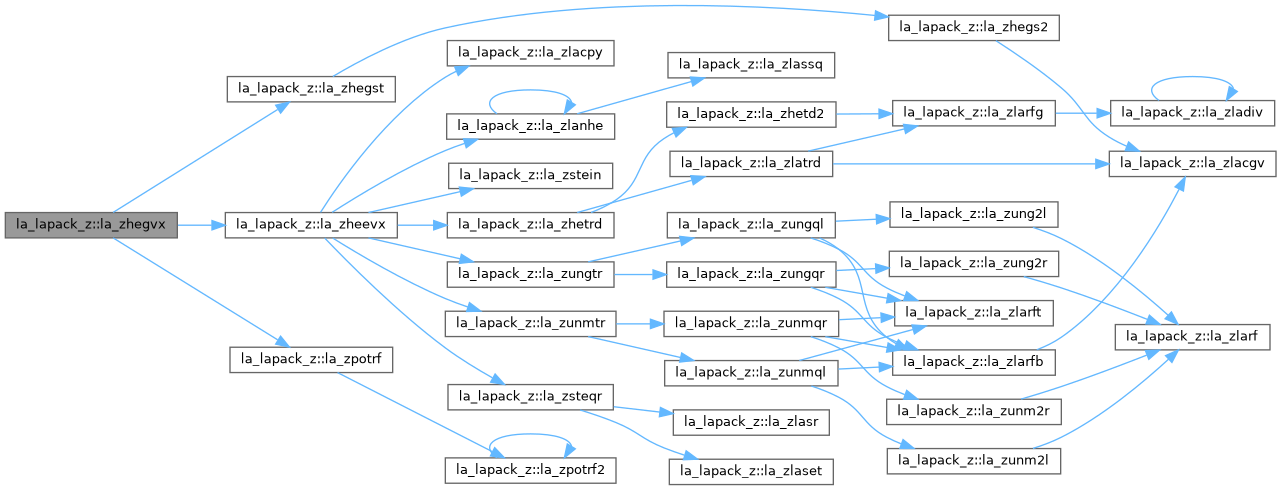 la_lapack_z::la_zhegvx
la_lapack_z::la_zhegst
la_lapack_z::la_zheevx
la_lapack_z::la_zpotrf
la_lapack_z::la_zlacpy
la_lapack_z::la_zlanhe
la_lapack_z::la_zstein
la_lapack_z::la_zhetrd
la_lapack_z::la_zungtr
la_lapack_z::la_zunmtr
la_lapack_z::la_zsteqr
la_lapack_z::la_zpotrf2
la_lapack_z::la_zlassq
la_lapack_z::la_zhetd2
la_lapack_z::la_zlatrd
la_lapack_z::la_zungql
la_lapack_z::la_zungqr
la_lapack_z::la_zunmqr
la_lapack_z::la_zunmql
la_lapack_z::la_zlasr
la_lapack_z::la_zlaset
la_lapack_z::la_zhegs2
la_lapack_z::la_zlarfg
la_lapack_z::la_zung2l
la_lapack_z::la_zung2r
la_lapack_z::la_zlarft
la_lapack_z::la_zlarfb
la_lapack_z::la_zunm2r
la_lapack_z::la_zunm2l
la_lapack_z::la_zladiv
la_lapack_z::la_zlacgv
la_lapack_z::la_zlarf